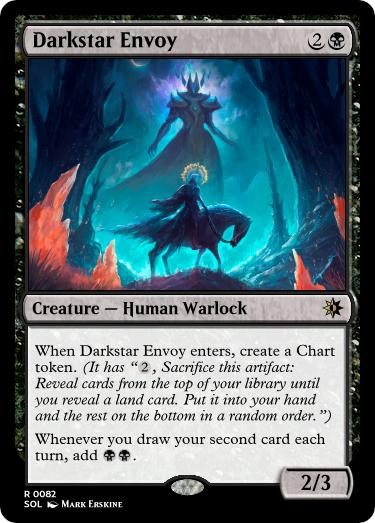 Darkstar Envoy 2
Creature — Human Warlock
When Darkstar Envoy enters, create a Chart
token. (It has “2, Sacrifice this artifact:
Reveal cards from the top of your library until
you reveal a land card. Put it into your hand
and the rest on the bottom in a random order.”)
Whenever you draw your second card each
turn, add .
2/3
R 0082
SOL Mark Erskine